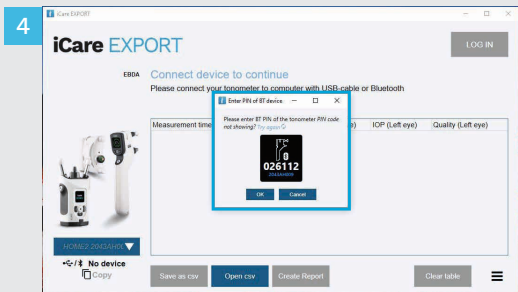 4
iCare EXPORT
iCare EXPORT
LOG IN
EBDA
Connect device to continue
Please connect your tonometer to computer with USB-cable or Bluetooth
Enter PIN of BT device
Please enter BT PIN of the tonometer PIN code
not showing? Try again
026112
Measurement time
IOP (Left eye)
Quality (Left eye)
OK
Cancel
No device
Copy
Save as csv
Open csv
Create Report
Clear table